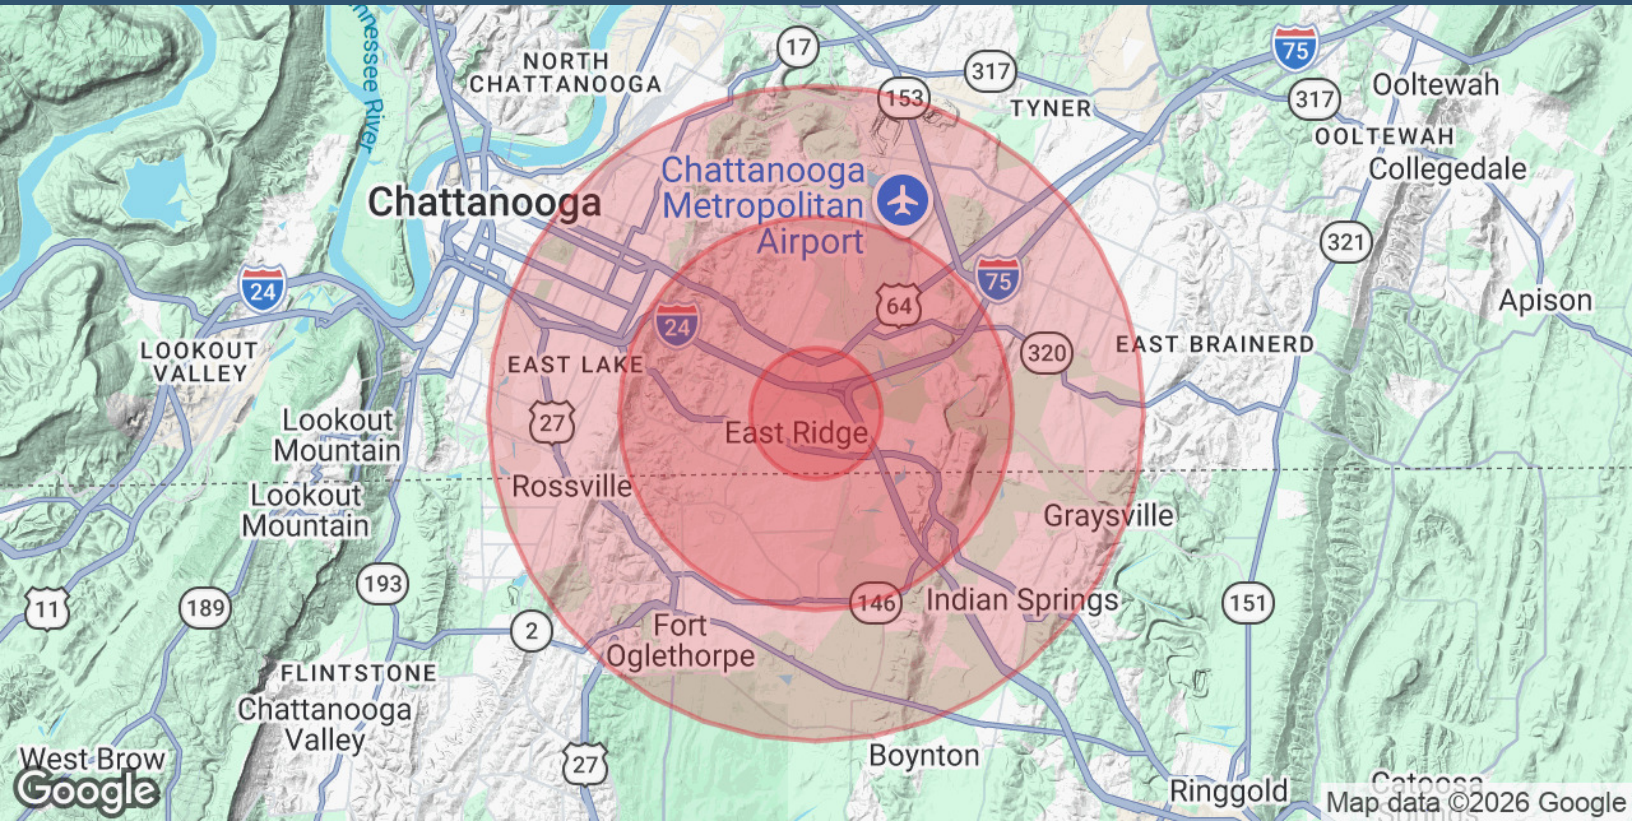 nnessee River
17
NORTH
CHATTANOOGA
317
75
153
TYNER
317
Ooltewah
OOLTEWAH
Collegedale
Chattanooga
Metropolitan
Airport
Chattanooga
321
24
75
64
Apison
24
LOOKOUT
VALLEY
EAST LAKE
320
EAST BRAINERD
Lookout
Mountain
27
East Ridge
Rossville
Lookout
Mountain
Graysville
193
11
189
146
Indian Springs
151
2
Fort
Oglethorpe
FLINTSTONE
Chattanooga
Valley
Boynton
West Brow
27
Ringgold
Catoosa
Springs
Google
Map data ©2026 Google